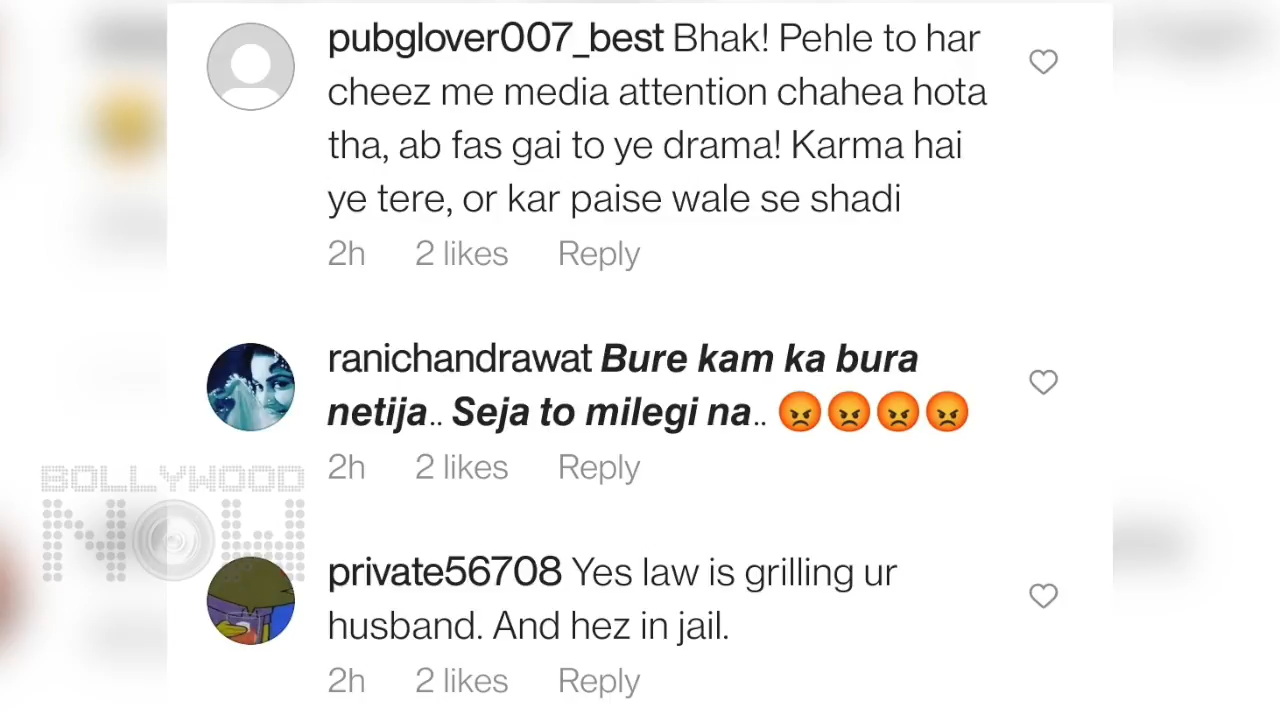 pubglover007_best Bhak! Pehle to har
cheez me media attention chahea hota
tha, ab fas gai to ye drama! Karma hai
ye tere, or kar paise wale se shadi
2h 2 likes Reply
ranichandrawat Bure kam ka bura
netija.. Seja to milegi na.. 😡😡😡😡
2h 2 likes Reply
BOLLYWOOD
NOW
private56708 Yes law is grilling ur
husband. And hez in jail.
2h 2 likes Reply